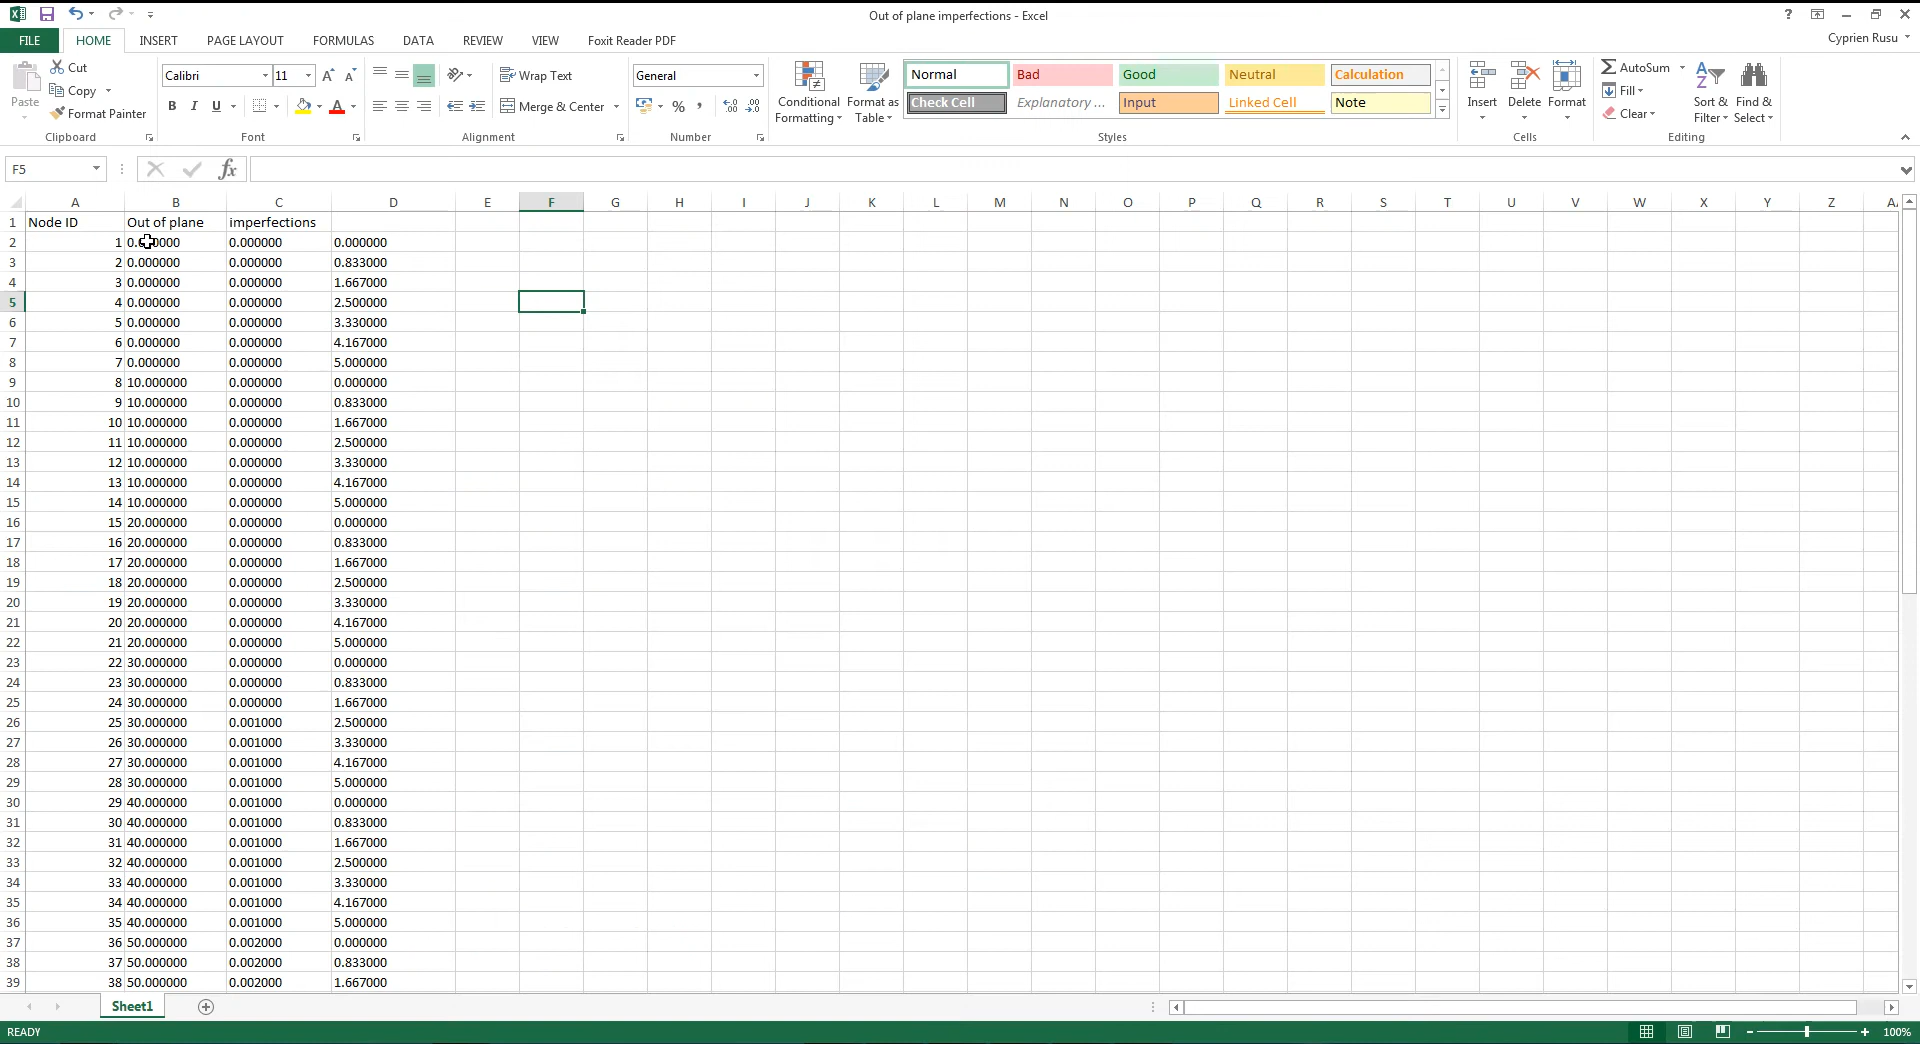 Out of plane imperfections - Excel
Cyprien Rusu
FILE HOME INSERT PAGE LAYOUT FORMULAS DATA REVIEW VIEW Foxit Reader PDF
Paste
Cut
Copy
Format Painter
Clipboard
Calibri 11
B I U
Font
Wrap Text
Merge & Center
Alignment
General
%
Number
Conditional Formatting
Format as Table
Normal Bad Good Neutral Calculation
Check Cell Explanatory ... Input Linked Cell Note
Styles
Insert Delete Format
Cells
AutoSum
Fill
Clear
Sort & Filter
Find & Select
Editing
F5 fx
A B C D E F G H I J K L M N O P Q R S T U V W X Y Z
1 Node ID Out of plane imperfections
2 1 0.000000 0.000000
3 2 0.000000 0.000000 0.833000
4 3 0.000000 0.000000 1.667000
5 4 0.000000 0.000000 2.500000
6 5 0.000000 0.000000 3.330000
7 6 0.000000 0.000000 4.167000
8 7 0.000000 0.000000 5.000000
9 8 10.000000 0.000000 0.000000
10 9 10.000000 0.000000 0.833000
11 10 10.000000 0.000000 1.667000
12 11 10.000000 0.000000 2.500000
13 12 10.000000 0.000000 3.330000
14 13 10.000000 0.000000 4.167000
15 14 10.000000 0.000000 5.000000
16 15 20.000000 0.000000 0.000000
17 16 20.000000 0.000000 0.833000
18 17 20.000000 0.000000 1.667000
19 18 20.000000 0.000000 2.500000
20 19 20.000000 0.000000 3.330000
21 20 20.000000 0.000000 4.167000
22 21 20.000000 0.000000 5.000000
23 22 30.000000 0.000000 0.000000
24 23 30.000000 0.000000 0.833000
25 24 30.000000 0.000000 1.667000
26 25 30.000000 0.001000 2.500000
27 26 30.000000 0.001000 3.330000
28 27 30.000000 0.001000 4.167000
29 28 30.000000 0.001000 5.000000
30 29 40.000000 0.001000 0.000000
31 30 40.000000 0.001000 0.833000
32 31 40.000000 0.001000 1.667000
33 32 40.000000 0.001000 2.500000
34 33 40.000000 0.001000 3.330000
35 34 40.000000 0.001000 4.167000
36 35 40.000000 0.001000 5.000000
37 36 50.000000 0.002000 0.000000
38 37 50.000000 0.002000 0.833000
39 38 50.000000 0.002000 1.667000
Sheet1
READY 100%